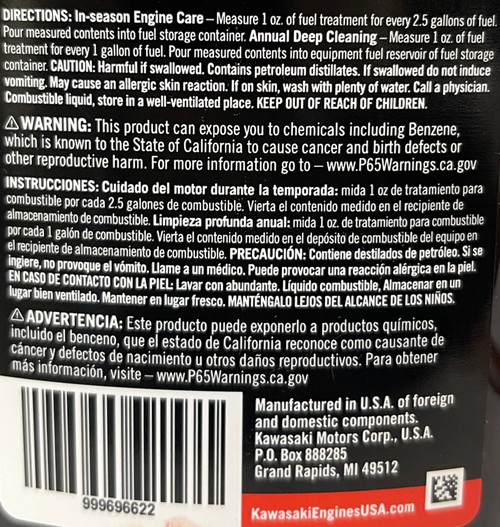 DIRECTIONS: In-season Engine Care – Measure 1 oz. of fuel treatment for every 2.5 gallons of fuel.
Pour measured contents into fuel storage container. Annual Deep Cleaning – Measure 1 oz. of fuel
treatment for every 1 gallon of fuel. Pour measured contents into equipment fuel reservoir of fuel storage
container. CAUTION: Harmful if swallowed. Contains petroleum distillates. If swallowed do not induce
vomiting. May cause an allergic skin reaction. If on skin, wash with plenty of water. Call a physician.
Combustible liquid, store in a well-ventilated place. KEEP OUT OF REACH OF CHILDREN.
⚠ WARNING: This product can expose you to chemicals including Benzene,
which is known to the State of California to cause cancer and birth defects or
other reproductive harm. For more information go to – www.P65Warnings.ca.gov
INSTRUCCIONES: Cuidado del motor durante la temporada: mida 1 oz de tratamiento para
combustible por cada 2.5 galones de combustible. Vierta el contenido medido en el recipiente de
almacenamiento de combustible. Limpieza profunda anual: mida 1 oz. de tratamiento para combustible
por cada 1 galón de combustible. Vierta el contenido medido en el depósito de combustible del equipo en
el recipiente de almacenamiento de combustible. PRECAUCIÓN: Contiene destilados de petróleo. Si se
ingiere, no provoque el vómito. Llame a un médico. Puede provocar una reacción alérgica en la piel.
EN CASO DE CONTACTO CON LA PIEL: Lavar con abundante. Líquido combustible, Almacenar en un
lugar bien ventilado. Mantener en lugar fresco. MANTÉNGALO LEJOS DEL ALCANCE DE LOS NIÑOS.
⚠ ADVERTENCIA: Este producto puede exponerlo a productos químicos,
incluido el benceno, que el estado de California reconoce como causante de
cáncer y defectos de nacimiento u otros daños reproductivos. Para obtener
más información, visite – www.P65Warnings.ca.gov
Manufactured in U.S.A. of foreign
and domestic components.
Kawasaki Motors Corp., U.S.A.
P.O. Box 888285
Grand Rapids, MI 49512
999696622
KawasakiEnginesUSA.com